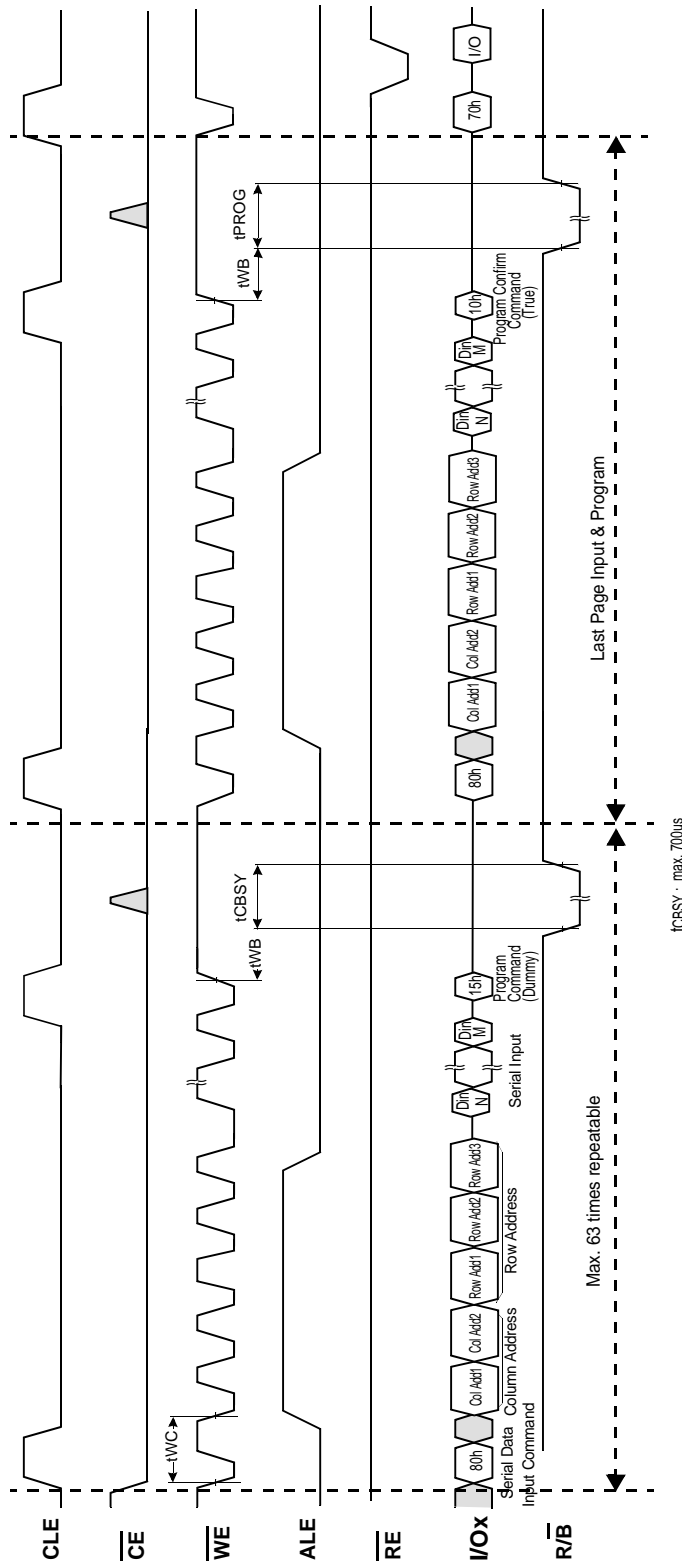 CLE
CE
WE
ALE
RE
I/Ox
R/B
tWC
tWB
tCBSY
tWB
tPROG
80h
Col Add1
Col Add2
Row Add1
Row Add2
Row Add3
Din
N
Din
M
15h
80h
Col Add1
Col Add2
Row Add1
Row Add2
Row Add3
Din
N
Din
M
10h
70h
I/O
Serial Data
Input Command
Column Address
Row Address
Serial Input
Program
Command
(Dummy)
Program Confirm
Command
(True)
Max. 63 times repeatable
Last Page Input & Program
tCBSY : max. 700us